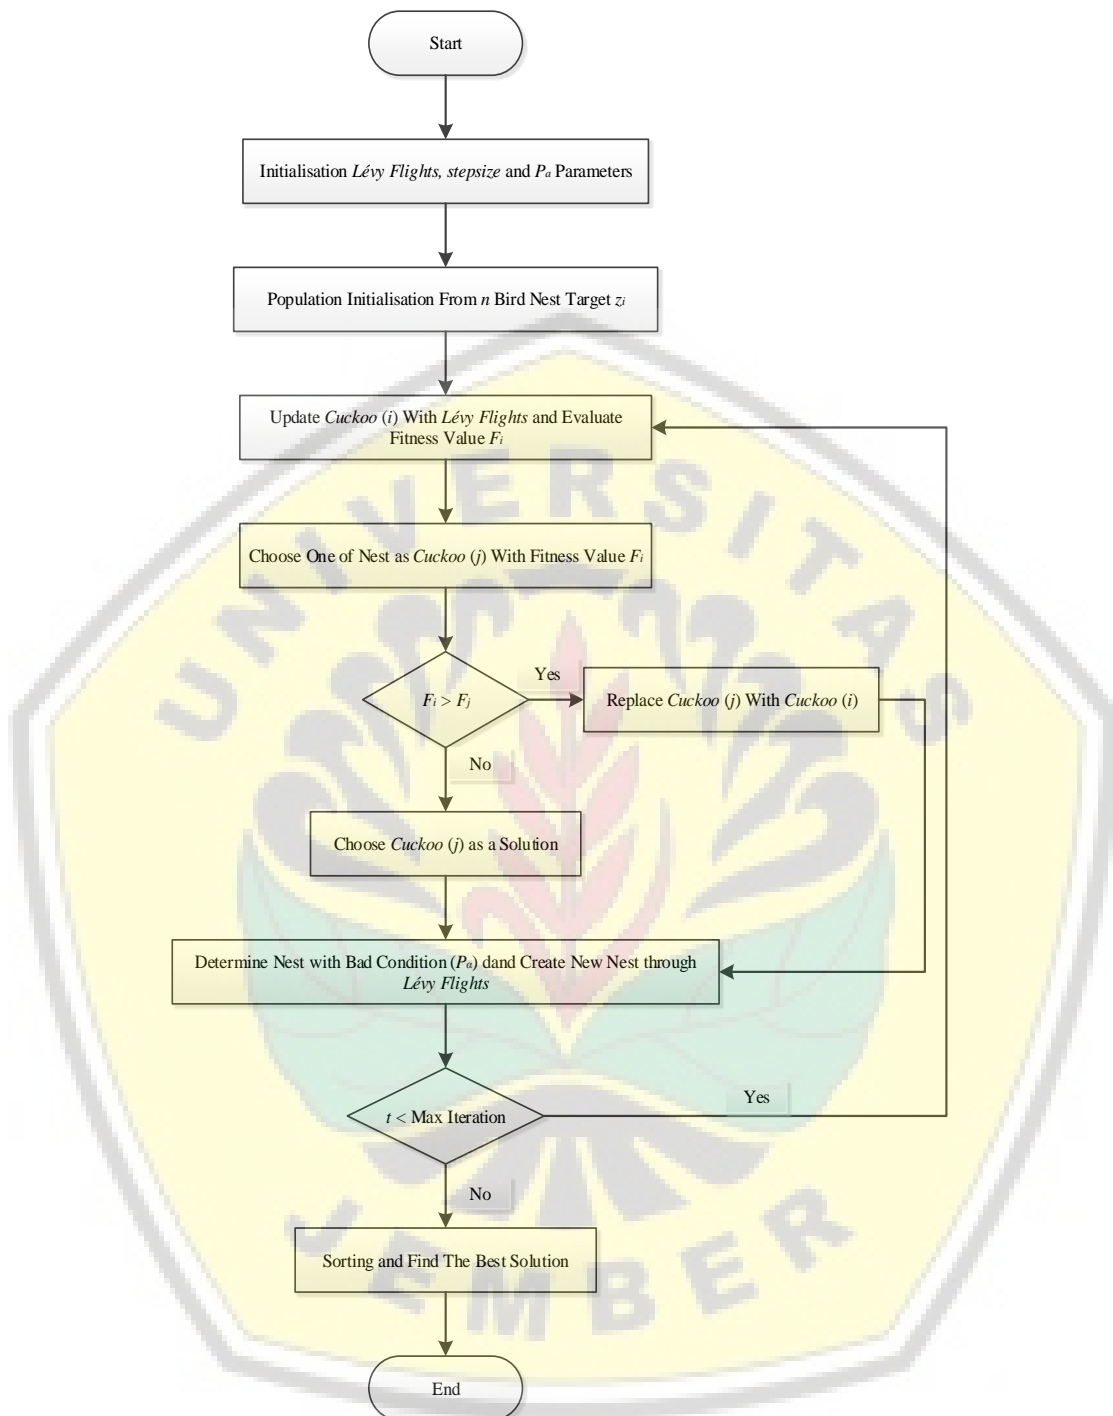 Start
Initialisation Lévy Flights, stepsize and Pa Parameters
Population Initialisation From n Bird Nest Target zi
Update Cuckoo (i) With Lévy Flights and Evaluate
Fitness Value Fi
Choose One of Nest as Cuckoo (j) With Fitness Value Fi
Fi > Fj
Yes
Replace Cuckoo (j) With Cuckoo (i)
No
Choose Cuckoo (j) as a Solution
Determine Nest with Bad Condition (Pa) dand Create New Nest through
Lévy Flights
t < Max Iteration
Yes
No
Sorting and Find The Best Solution
End
UNIVERSITAS
JEMBER